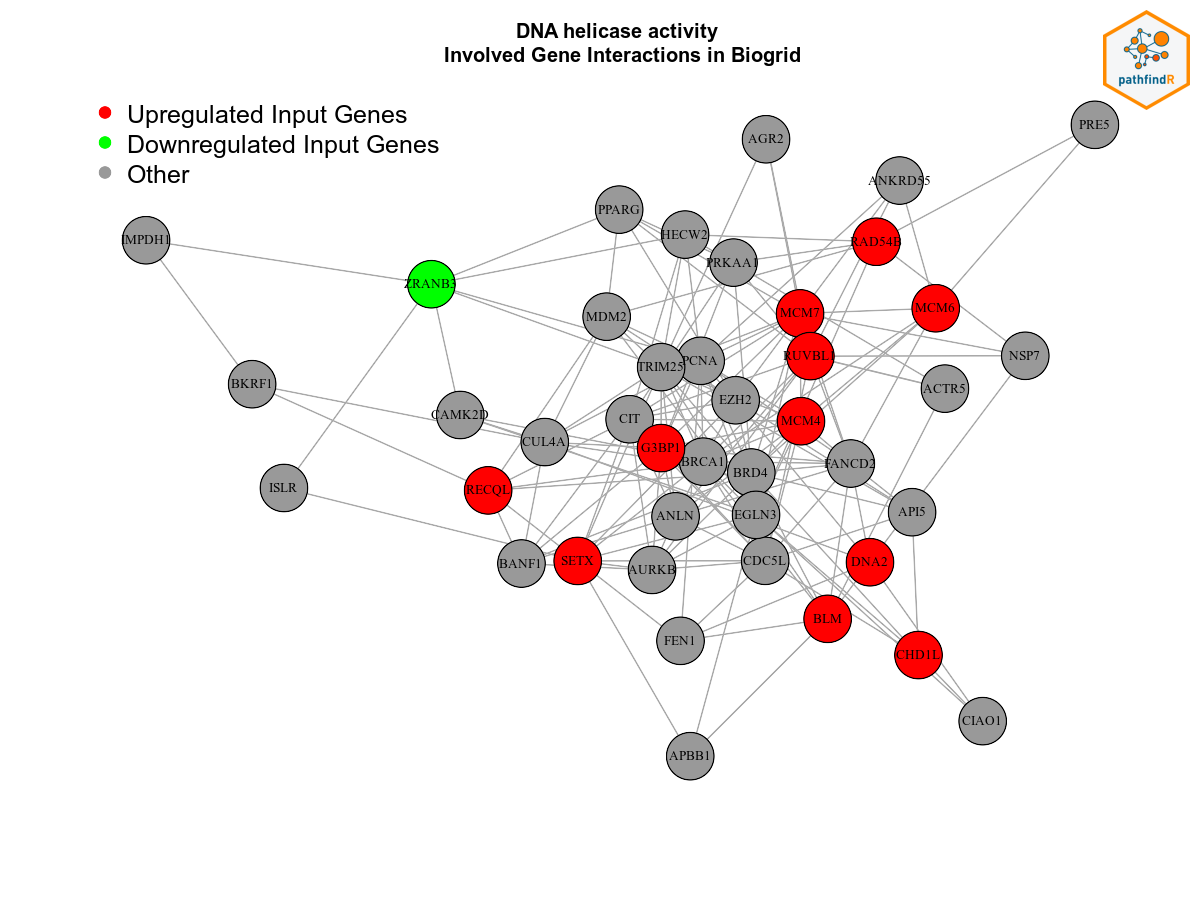 DNA helicase activity
Involved Gene Interactions in Biogrid
pathfindR
Upregulated Input Genes
Downregulated Input Genes
Other
PRE5
AGR2
ANKRD55
PPARG
HECW2
IMPDH1
RAD54B
PRKAA1
ZRANB3
MCM7
MCM6
MDM2
RUVBL1
NSP7
PCNA
TRIM25
BKRF1
ACTR5
EZH2
CAMK2D
CIT
MCM4
CUL4A
G3BP1
BRCA1
FANCD2
BRD4
ISLR
RECQL
API5
ANLN
EGLN3
BANF1
SETX
CDC5L
DNA2
AURKB
BLM
FEN1
CHD1L
CIAO1
APBB1